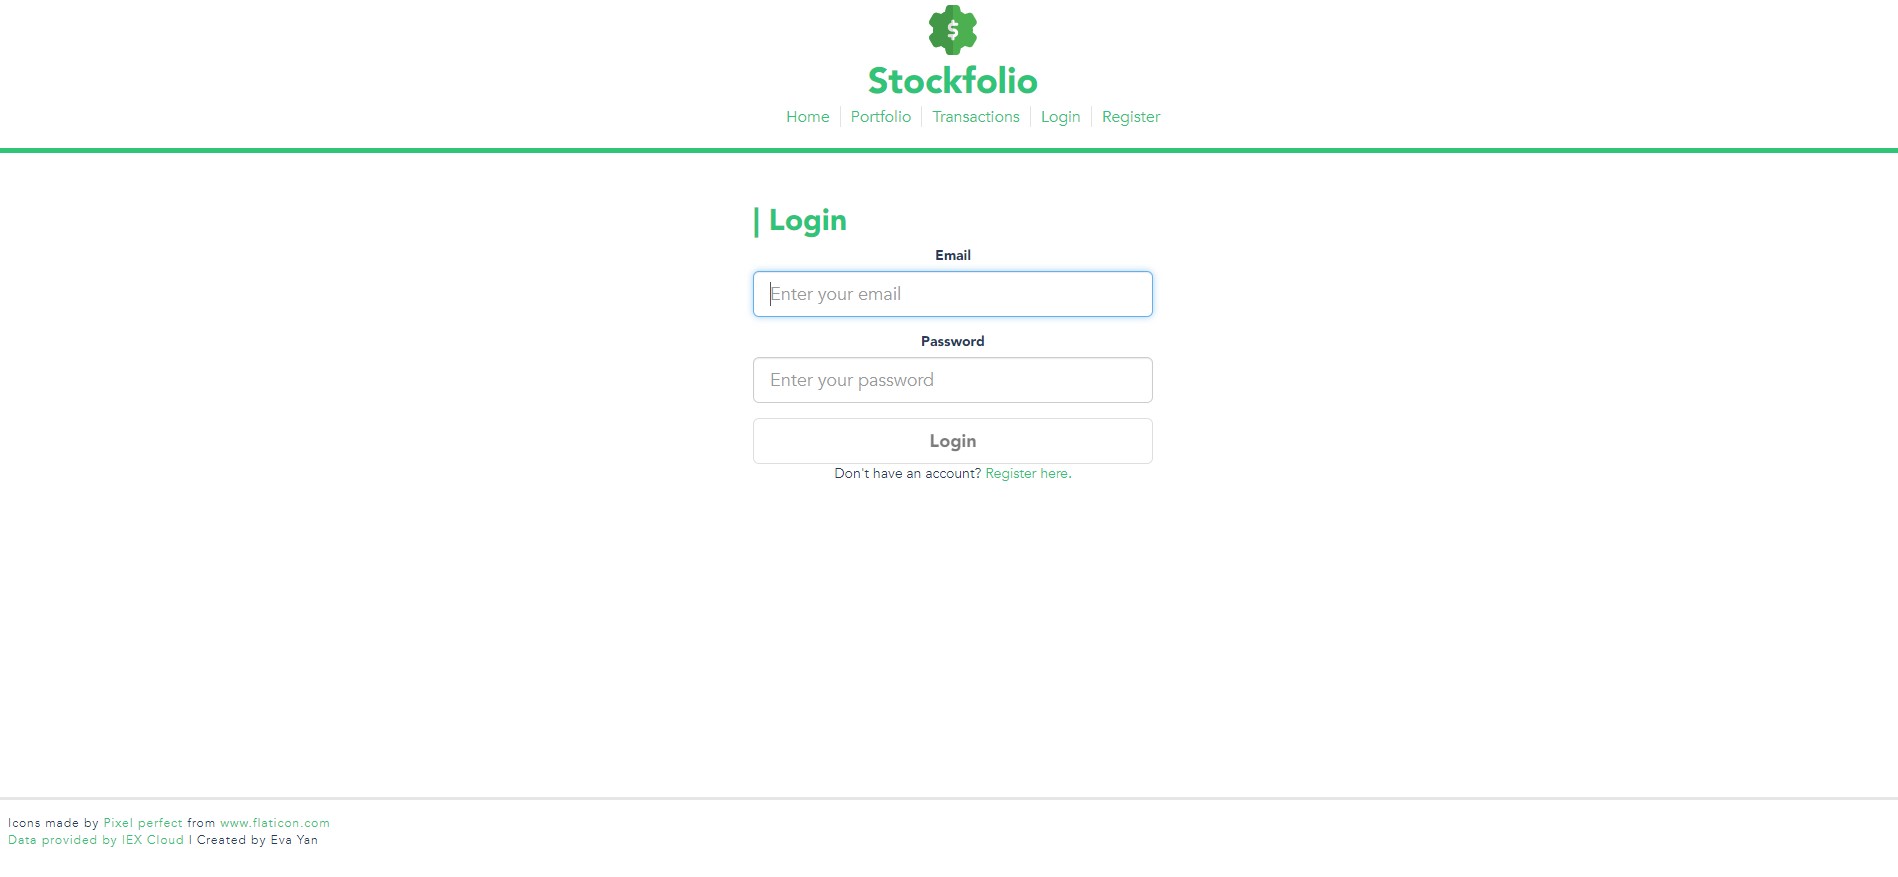 $
Stockfolio
Home Portfolio Transactions Login Register
| Login
Email
Enter your email
Password
Enter your password
Login
Don't have an account? Register here.
Icons made by Pixel perfect from www.flaticon.com
Data provided by IEX Cloud | Created by Eva Yan